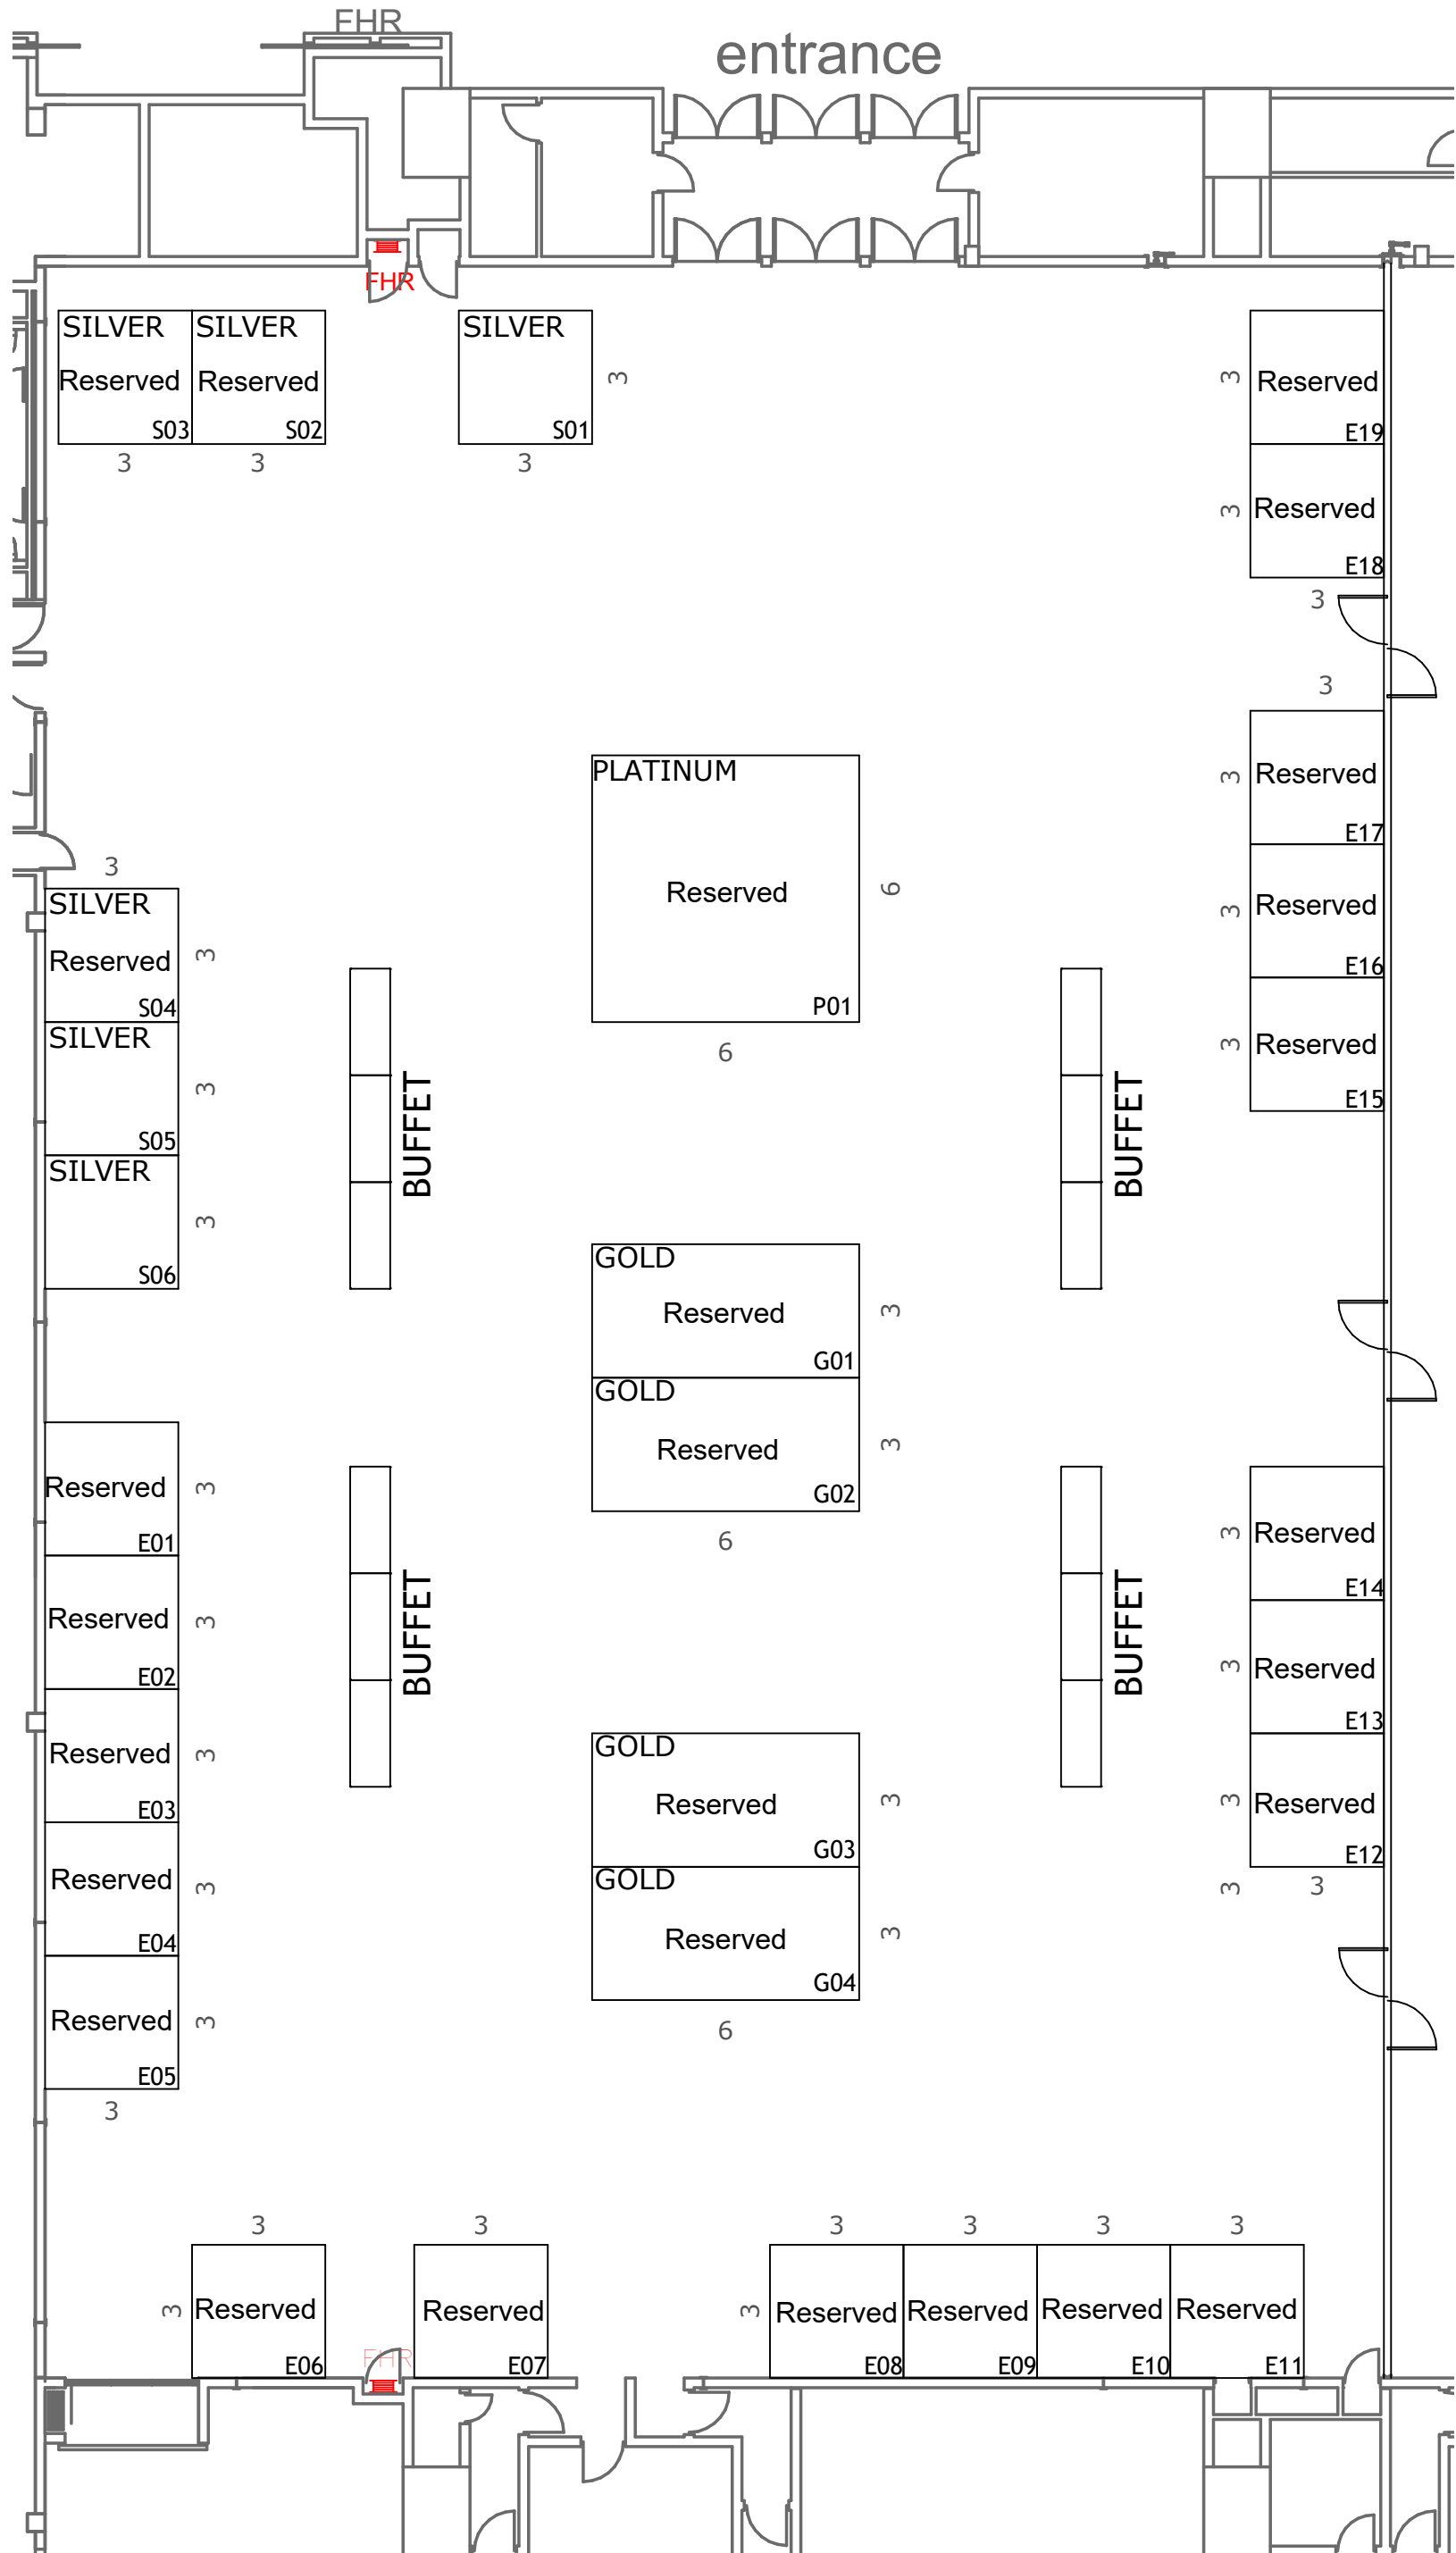 FHR
entrance
FHR
SILVER
Reserved
S03
3
SILVER
Reserved
S02
3
SILVER
S01
3
3
3
Reserved
E19
3
Reserved
E18
3
3
3
Reserved
E17
3
Reserved
E16
3
Reserved
E15
PLATINUM
Reserved
P01
6
6
3
SILVER
Reserved
S04
3
SILVER
S05
3
SILVER
S06
3
BUFFET
BUFFET
GOLD
Reserved
G01
3
GOLD
Reserved
G02
3
6
Reserved
E01
3
Reserved
E02
3
Reserved
E03
3
Reserved
E04
3
Reserved
E05
3
3
BUFFET
BUFFET
3
Reserved
E14
3
Reserved
E13
3
Reserved
E12
3
3
GOLD
Reserved
G03
3
GOLD
Reserved
G04
3
6
3
3
Reserved
E06
FHR
3
Reserved
E07
3
3
Reserved
E08
3
Reserved
E09
3
Reserved
E10
3
Reserved
E11